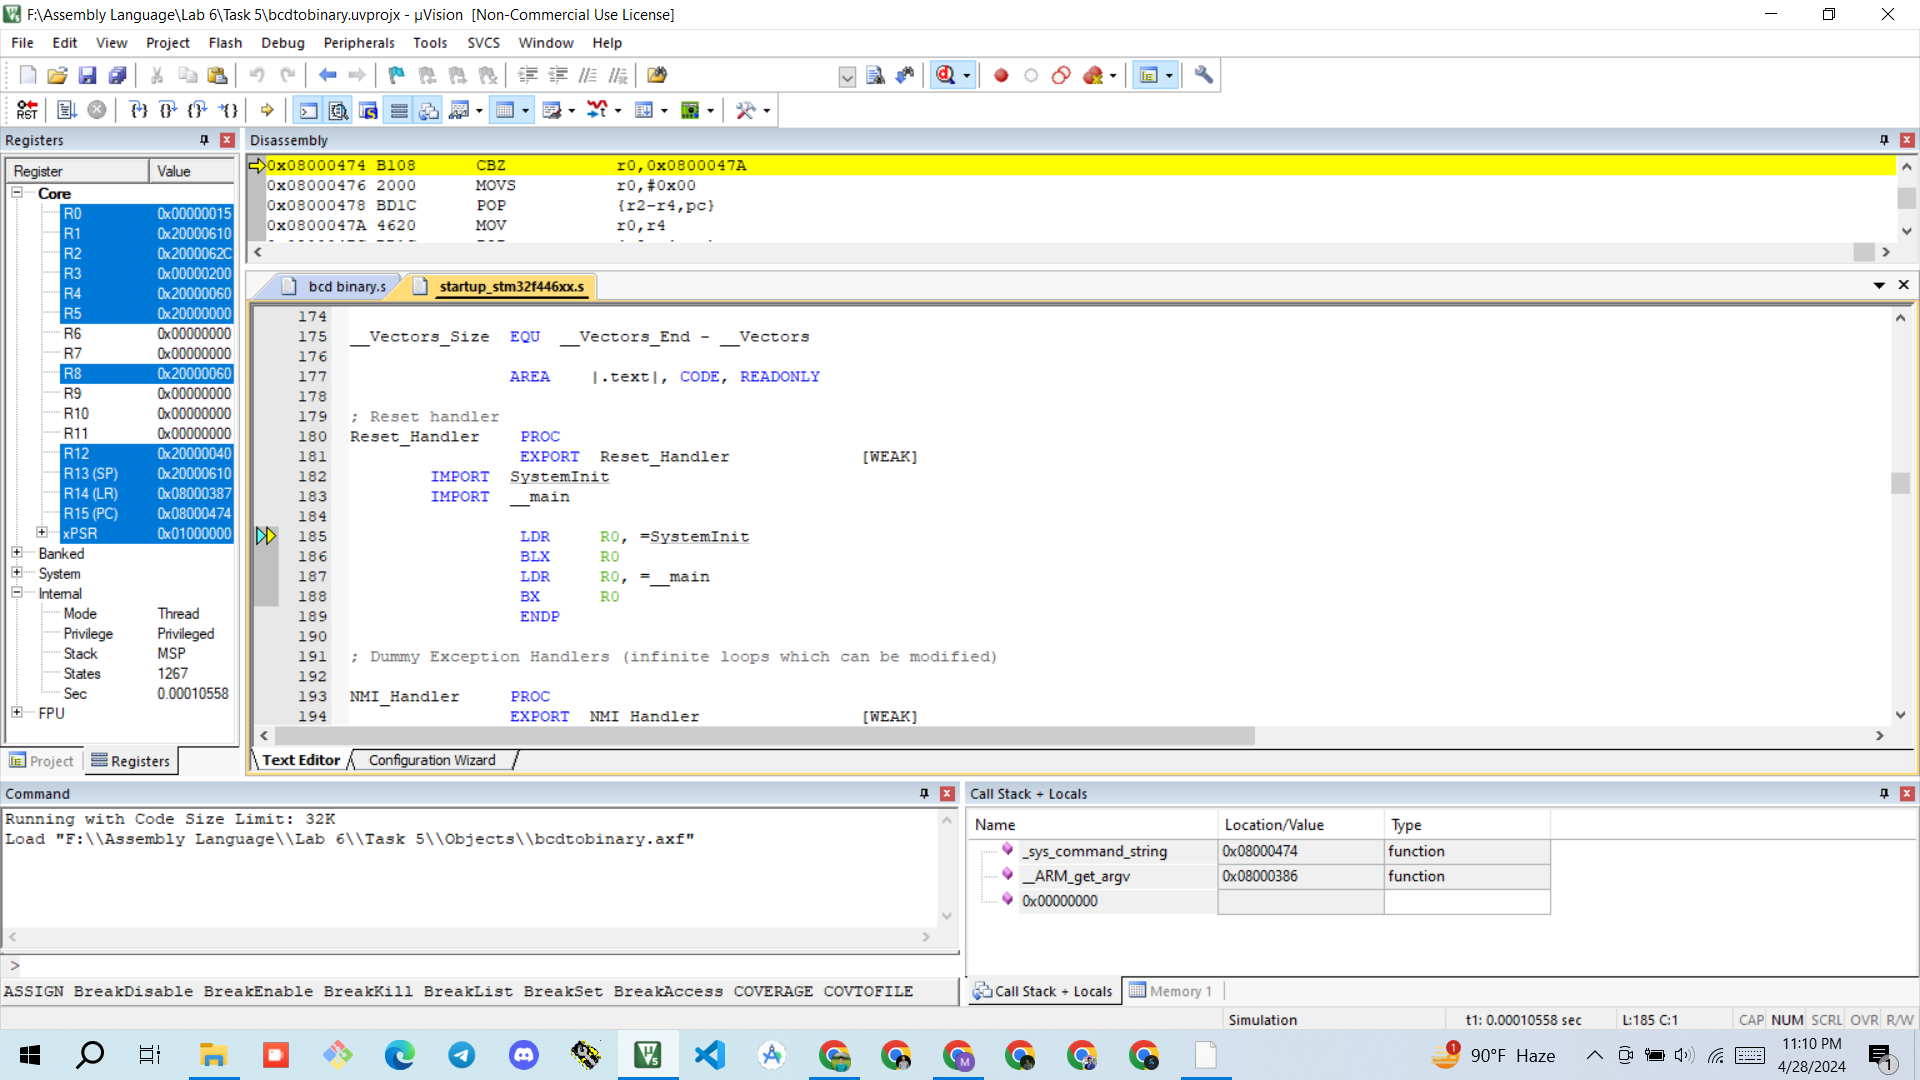 F:\Assembly Language\Lab 6\Task 5\bcdtobinary.uvprojx - µVision  [Non-Commercial Use License]
File Edit View Project Flash Debug Peripherals Tools SVCS Window Help
Registers
Register Value
Core
R0 0x00000015
R1 0x20000610
R2 0x2000062C
R3 0x00000200
R4 0x20000060
R5 0x20000000
R6 0x00000000
R7 0x00000000
R8 0x20000060
R9 0x00000000
R10 0x00000000
R11 0x00000000
R12 0x20000040
R13 (SP) 0x20000610
R14 (LR) 0x08000387
R15 (PC) 0x08000474
xPSR 0x01000000
Banked
System
Internal
Mode Thread
Privilege Privileged
Stack MSP
States 1267
Sec 0.00010558
FPU
Project Registers
Disassembly
0x08000474 B108 CBZ r0,0x0800047A
0x08000476 2000 MOVS r0,#0x00
0x08000478 BD1C POP {r2-r4,pc}
0x0800047A 4620 MOV r0,r4
bcd binary.s startup_stm32f446xx.s
174
175 __Vectors_Size EQU __Vectors_End - __Vectors
176
177 AREA |.text|, CODE, READONLY
178
179 ; Reset handler
180 Reset_Handler PROC
181 EXPORT Reset_Handler [WEAK]
182 IMPORT SystemInit
183 IMPORT __main
184
185 LDR R0, =SystemInit
186 BLX R0
187 LDR R0, =__main
188 BX R0
189 ENDP
190
191 ; Dummy Exception Handlers (infinite loops which can be modified)
192
193 NMI_Handler PROC
194 EXPORT NMI_Handler [WEAK]
Text Editor Configuration Wizard
Command
Running with Code Size Limit: 32K
Load "F:\\Assembly Language\\Lab 6\\Task 5\\Objects\\bcdtobinary.axf"
>
ASSIGN BreakDisable BreakEnable BreakKill BreakList BreakSet BreakAccess COVERAGE COVTOFILE
Call Stack + Locals
Name Location/Value Type
_sys_command_string 0x08000474 function
__ARM_get_argv 0x08000386 function
0x00000000
Call Stack + Locals Memory 1
Simulation t1: 0.00010558 sec L:185 C:1 CAP NUM SCRL OVR R/W
1 90°F Haze
11:10 PM
4/28/2024
1